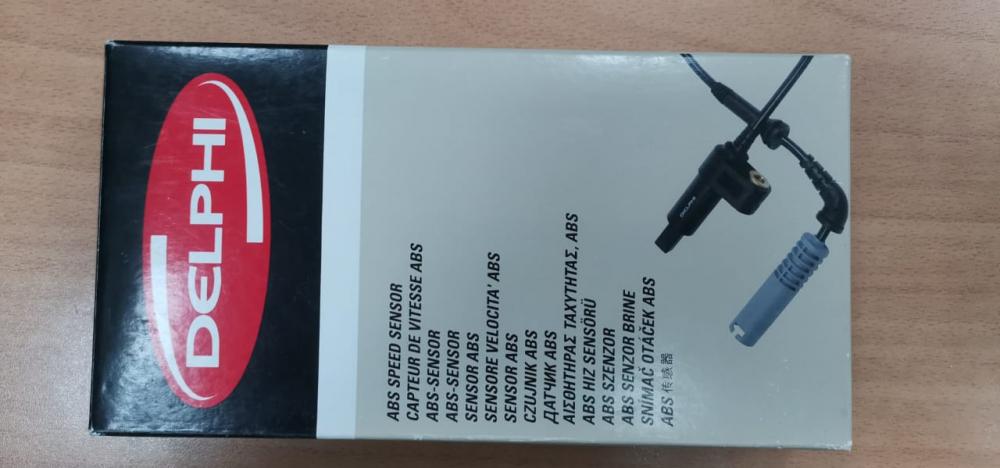 DELPHI
ABS SPEED SENSOR
CAPTEUR DE VITESSE ABS
ABS-SENSOR
ABS-SENSOR
SENSOR ABS
SENSORE VELOCITA' ABS
SENSOR ABS
CZUJNIK ABS
ДАТЧИК ABS
ΑΙΣΘΗΤΗΡΑΣ ΤΑΧΥΤΗΤΑΣ, ABS
ABS HIZ SENSÖRÜ
ABS SZENZOR
ABS SENZOR BRINE
SNÍMAČ OTÁČEK ABS
ABS 传感器
DELPHI